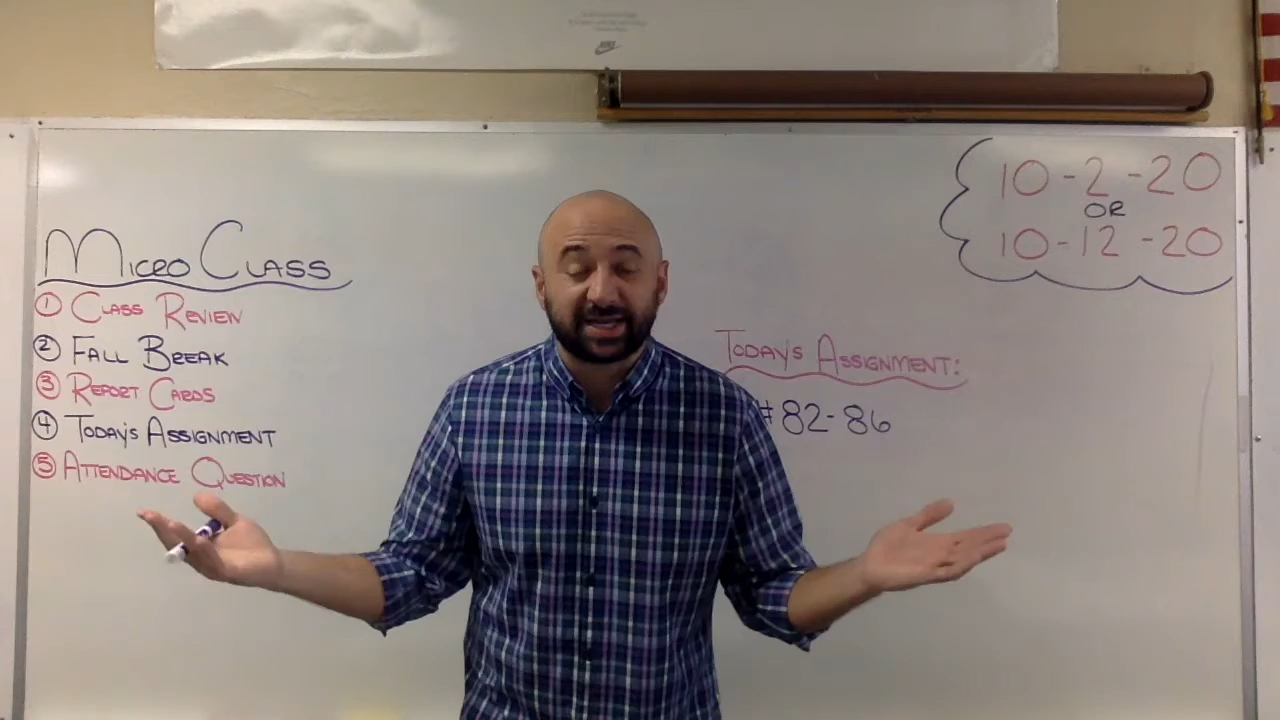 NIKE
10-2-20
OR
10-12-20
MICRO CLASS
① CLASS REVIEW
② FALL BREAK
③ REPORT CARDS
④ TODAY'S ASSIGNMENT
⑤ ATTENDANCE QUESTION
TODAY'S ASSIGNMENT:
#82-86